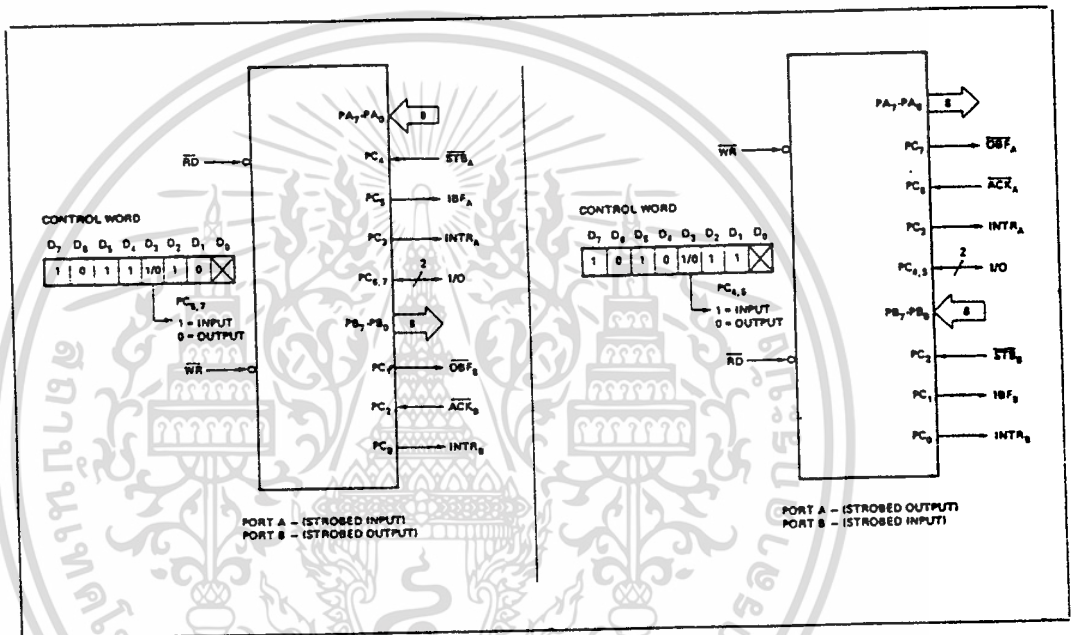 PA7-PA0 8
RD
PC4 STBA
PC5 IBFA
CONTROL WORD
PC3 INTRA
D7 D6 D5 D4 D3 D2 D1 D0
1 0 1 1 1/0 1 0
PC6,7 2 I/O
PC6,7
1 = INPUT
0 = OUTPUT
PB7-PB0 8
WR
PC1 OBFB
PC2 ACKB
PC0 INTRB
PORT A – (STROBED INPUT)
PORT B – (STROBED OUTPUT)
PA7-PA0 8
WR
PC7 OBFA
PC6 ACKA
CONTROL WORD
PC3 INTRA
D7 D6 D5 D4 D3 D2 D1 D0
1 0 1 0 1/0 1 1
PC4,5 2 I/O
PC4,5
1 = INPUT
0 = OUTPUT
PB7-PB0 8
RD
PC2 STBB
PC1 IBFB
PC0 INTRB
PORT A – (STROBED OUTPUT)
PORT B – (STROBED INPUT)